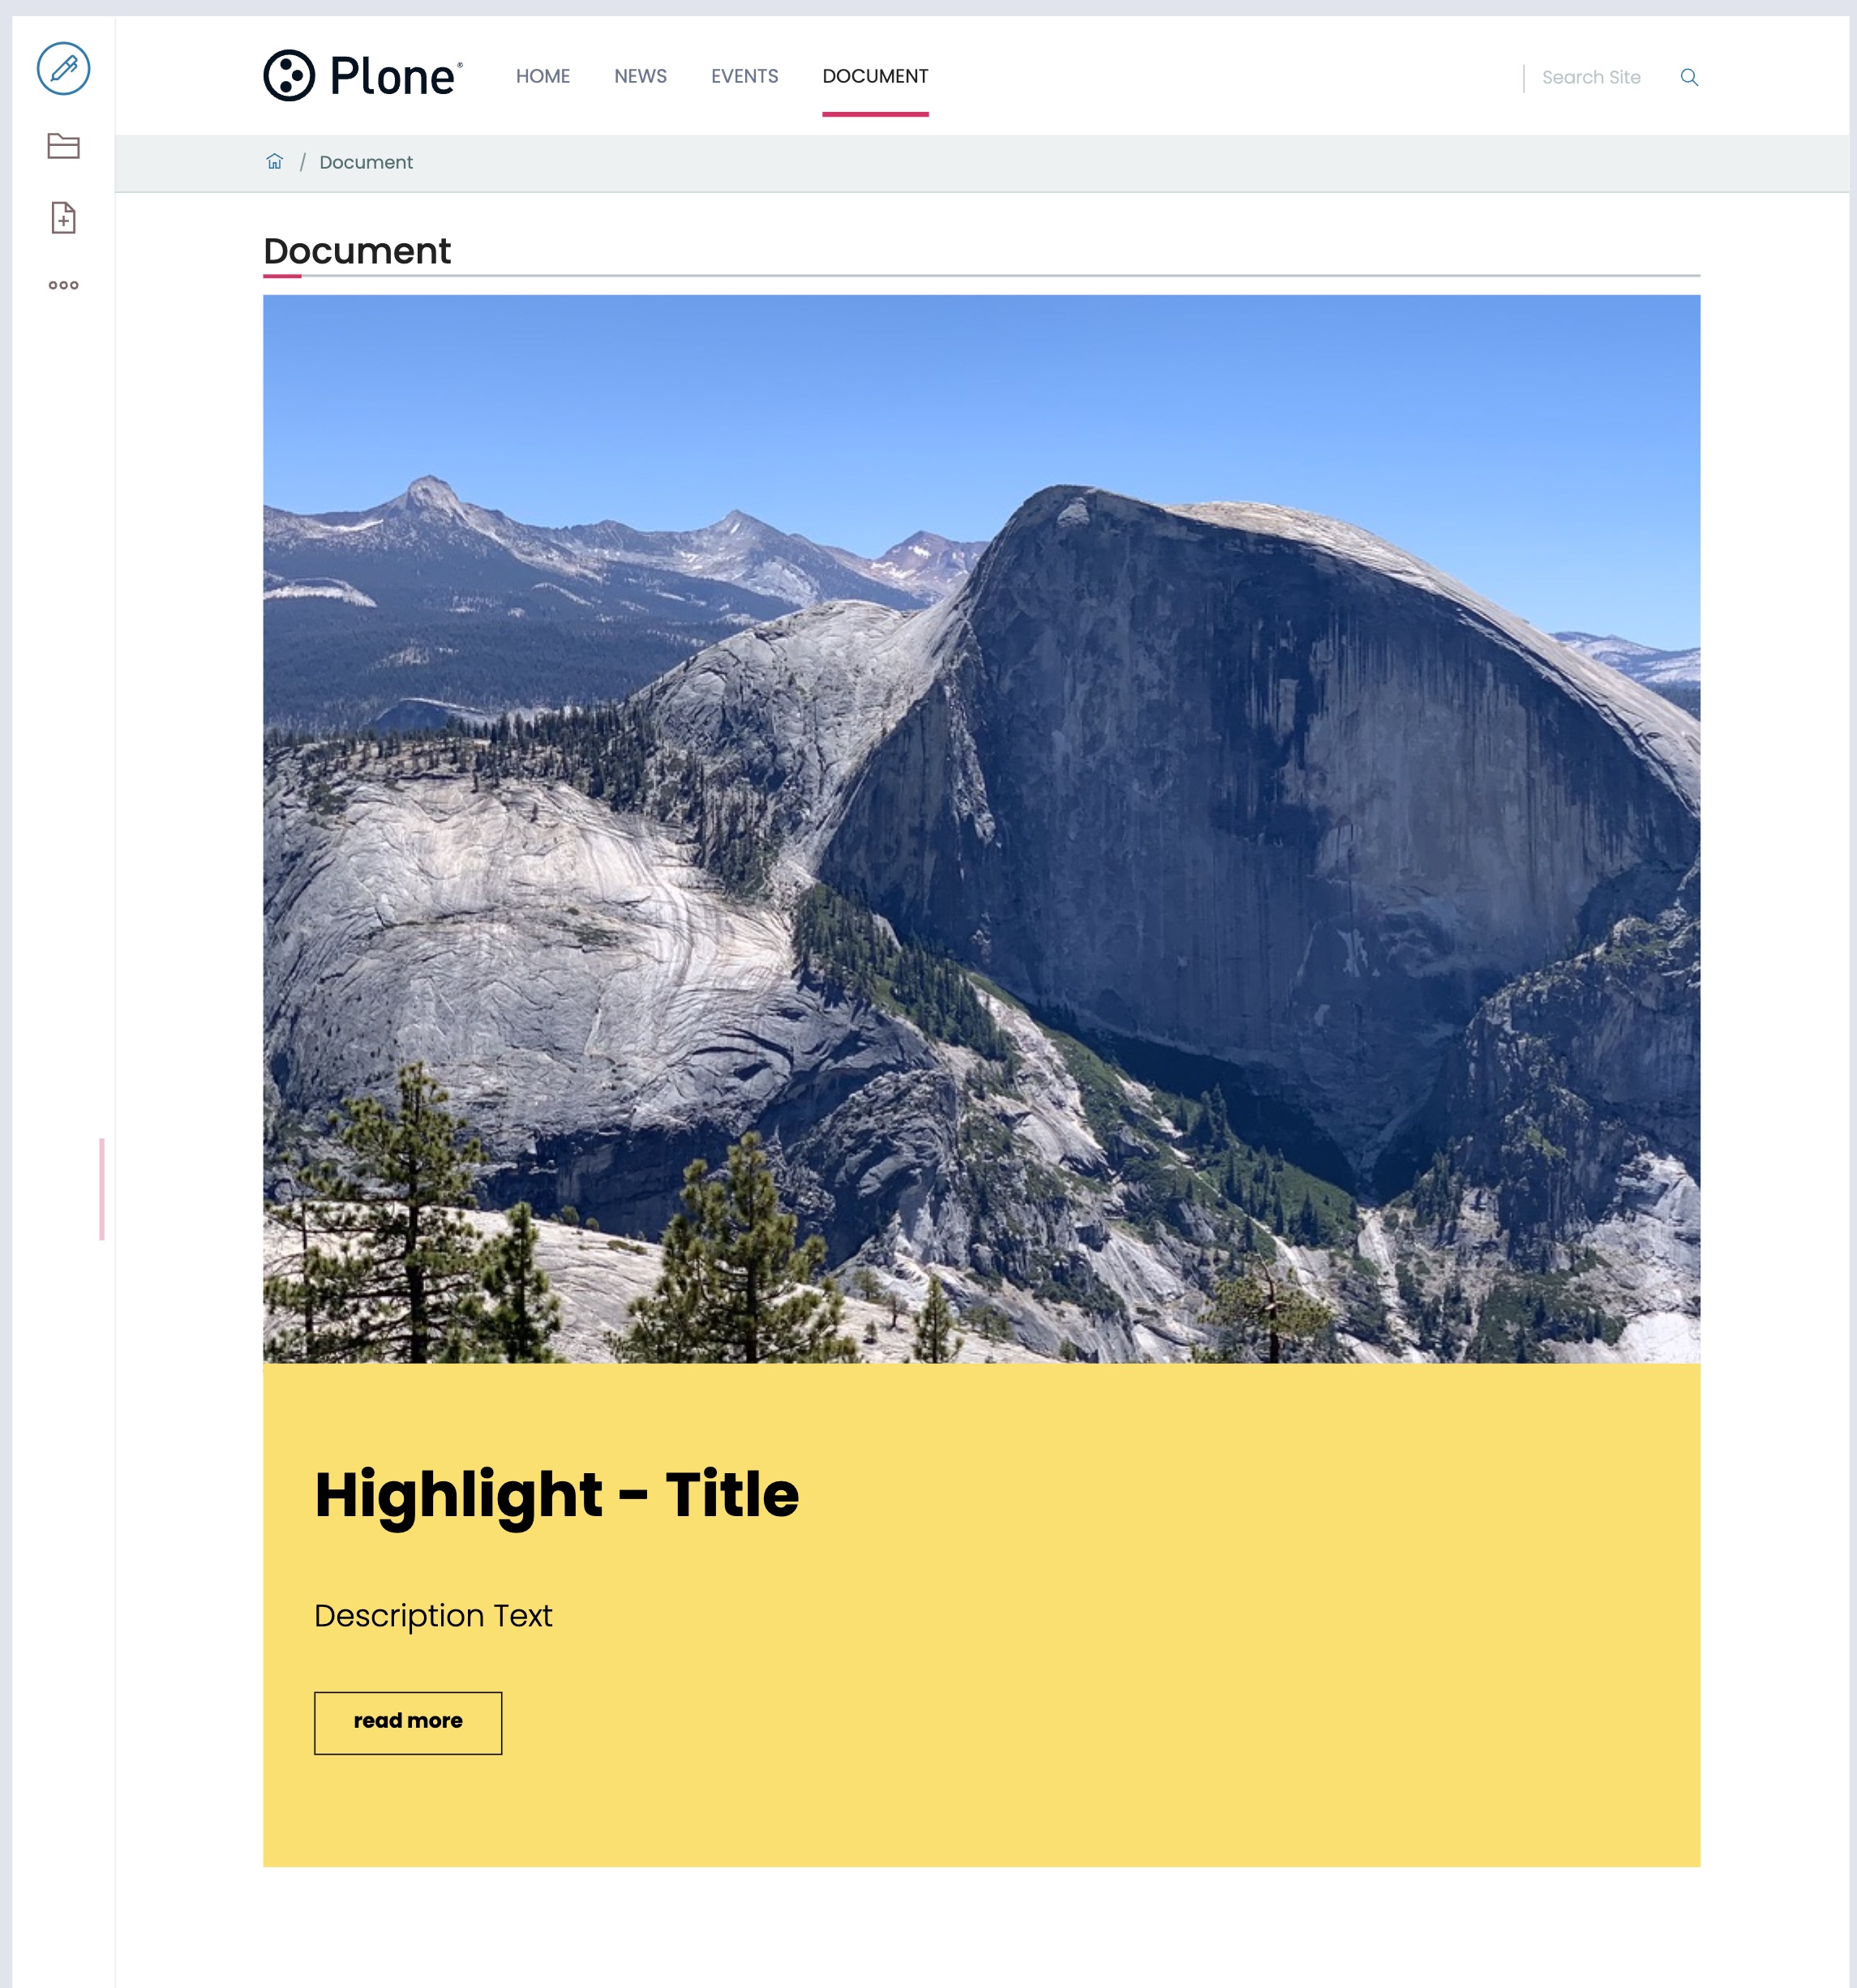 Plone®
HOME NEWS EVENTS DOCUMENT
Search Site
/ Document
Document
Highlight - Title
Description Text
read more